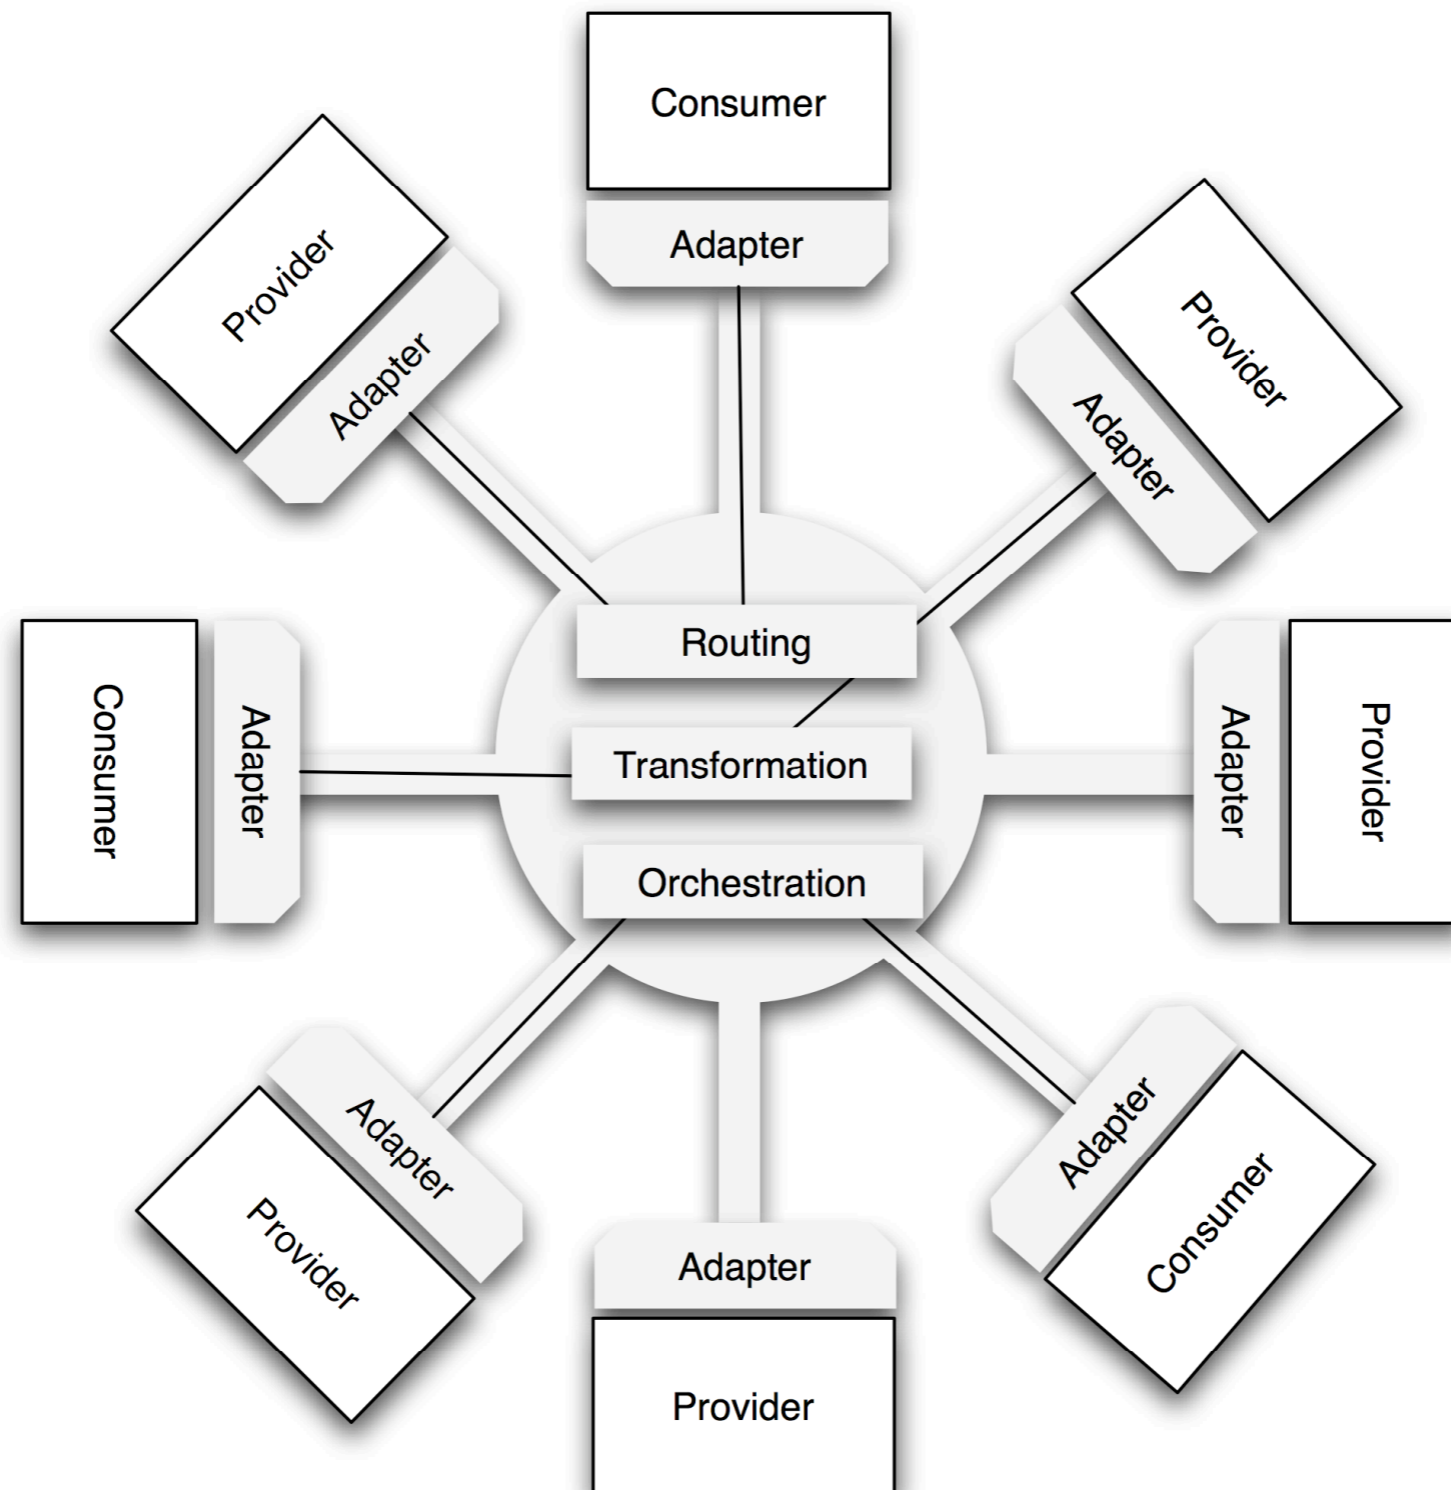 Consumer
Adapter
Provider
Adapter
Provider
Adapter
Routing
Consumer
Adapter
Transformation
Adapter
Provider
Orchestration
Adapter
Provider
Adapter
Consumer
Adapter
Provider